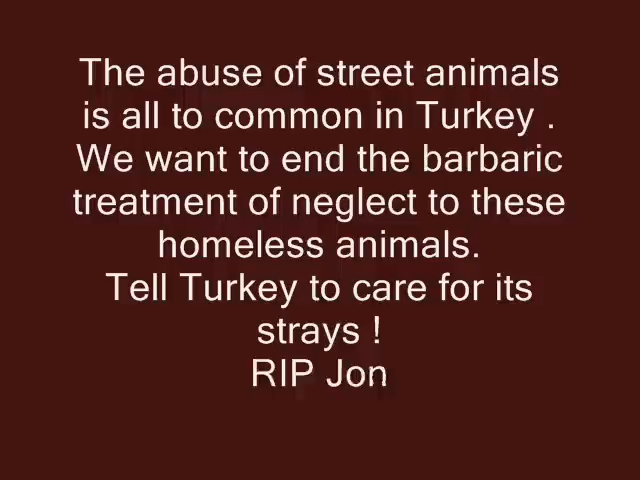 The abuse of street animals
is all to common in Turkey .
We want to end the barbaric
treatment of neglect to these
homeless animals.
Tell Turkey to care for its
strays !
RIP Jon